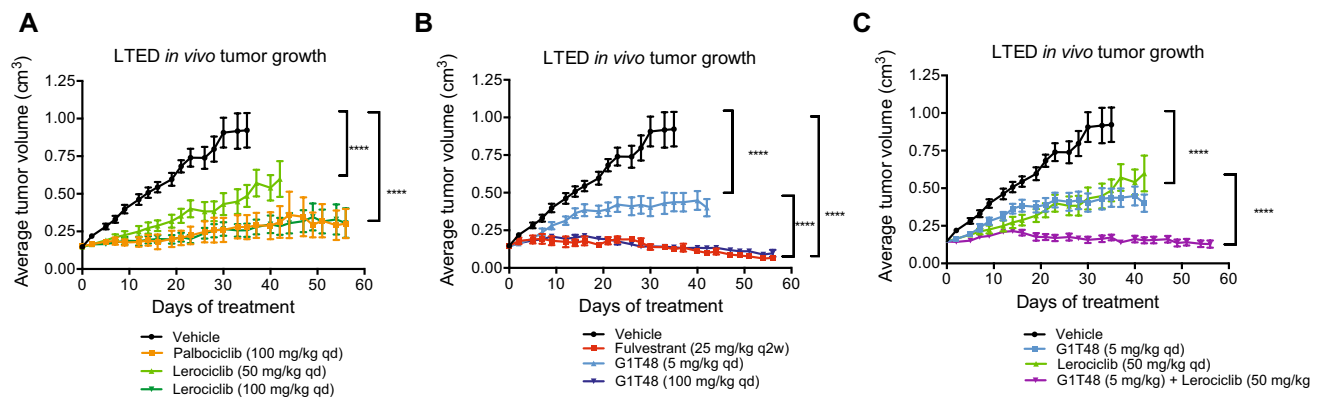 A
LTED in vivo tumor growth
Average tumor volume (cm3)
1.25
1.00
0.75
0.50
0.25
0.00
0 10 20 30 40 50 60
Days of treatment
****
****
Vehicle
Palbociclib (100 mg/kg qd)
Lerociclib (50 mg/kg qd)
Lerociclib (100 mg/kg qd)
B
LTED in vivo tumor growth
Average tumor volume (cm3)
1.25
1.00
0.75
0.50
0.25
0.00
0 10 20 30 40 50 60
Days of treatment
****
****
****
Vehicle
Fulvestrant (25 mg/kg q2w)
G1T48 (5 mg/kg qd)
G1T48 (100 mg/kg qd)
C
LTED in vivo tumor growth
Average tumor volume (cm3)
1.25
1.00
0.75
0.50
0.25
0.00
0 10 20 30 40 50 60
Days of treatment
****
****
Vehicle
G1T48 (5 mg/kg qd)
Lerociclib (50 mg/kg qd)
G1T48 (5 mg/kg) + Lerociclib (50 mg/kg